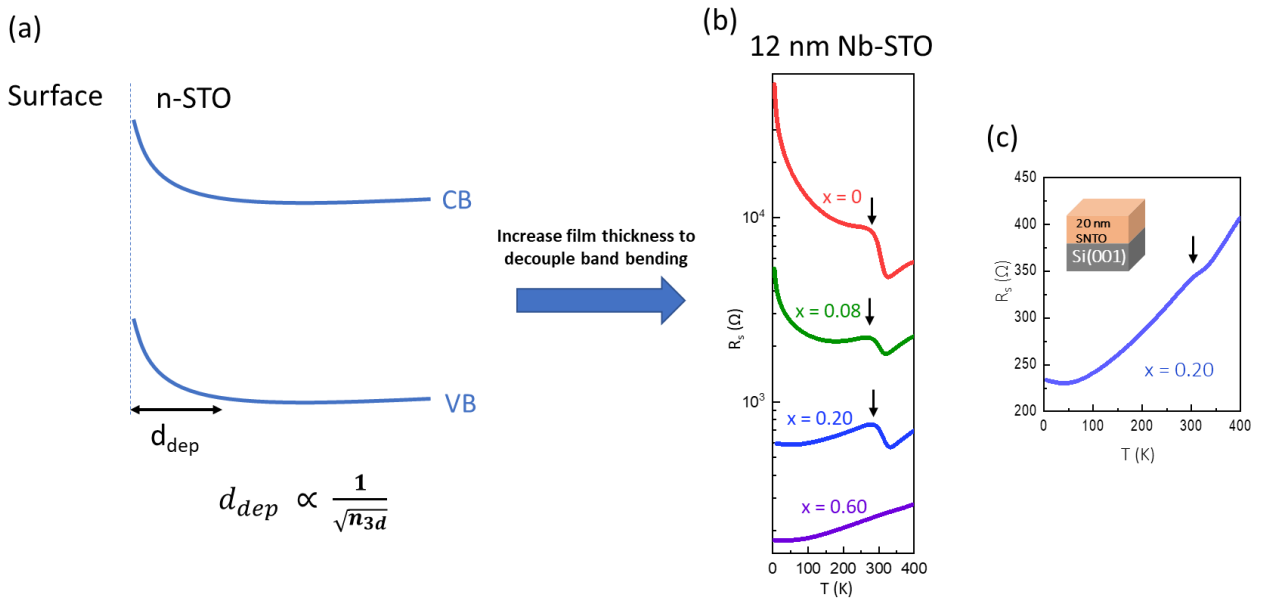 (a)
Surface
n-STO
CB
VB
d_dep
d_dep ∝ 1/√n_3d
Increase film thickness to
decouple band bending
(b)
12 nm Nb-STO
x = 0
x = 0.08
x = 0.20
x = 0.60
10^4
10^3
R_s (Ω)
0 100 200 300 400
T (K)
(c)
450
400
350
300
250
200
R_s (Ω)
20 nm
SNTO
Si(001)
x = 0.20
0 100 200 300 400
T (K)